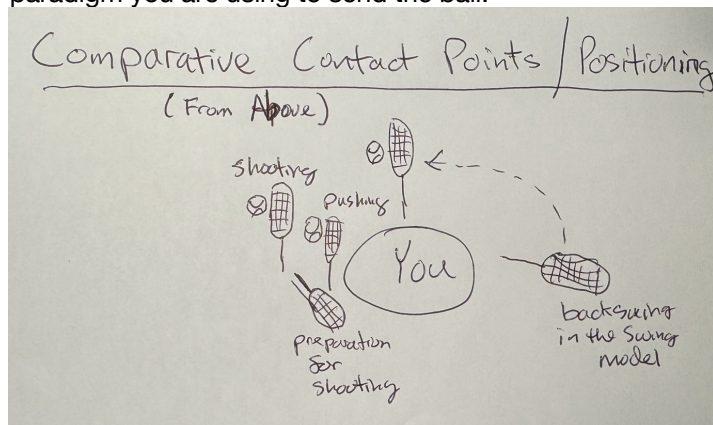 paradigm you are using to send the ball.
Comparative Contact Points / Positioning
(From Above)
shooting
pushing
You
backswing
in the Swing
model
preparation
for
shooting